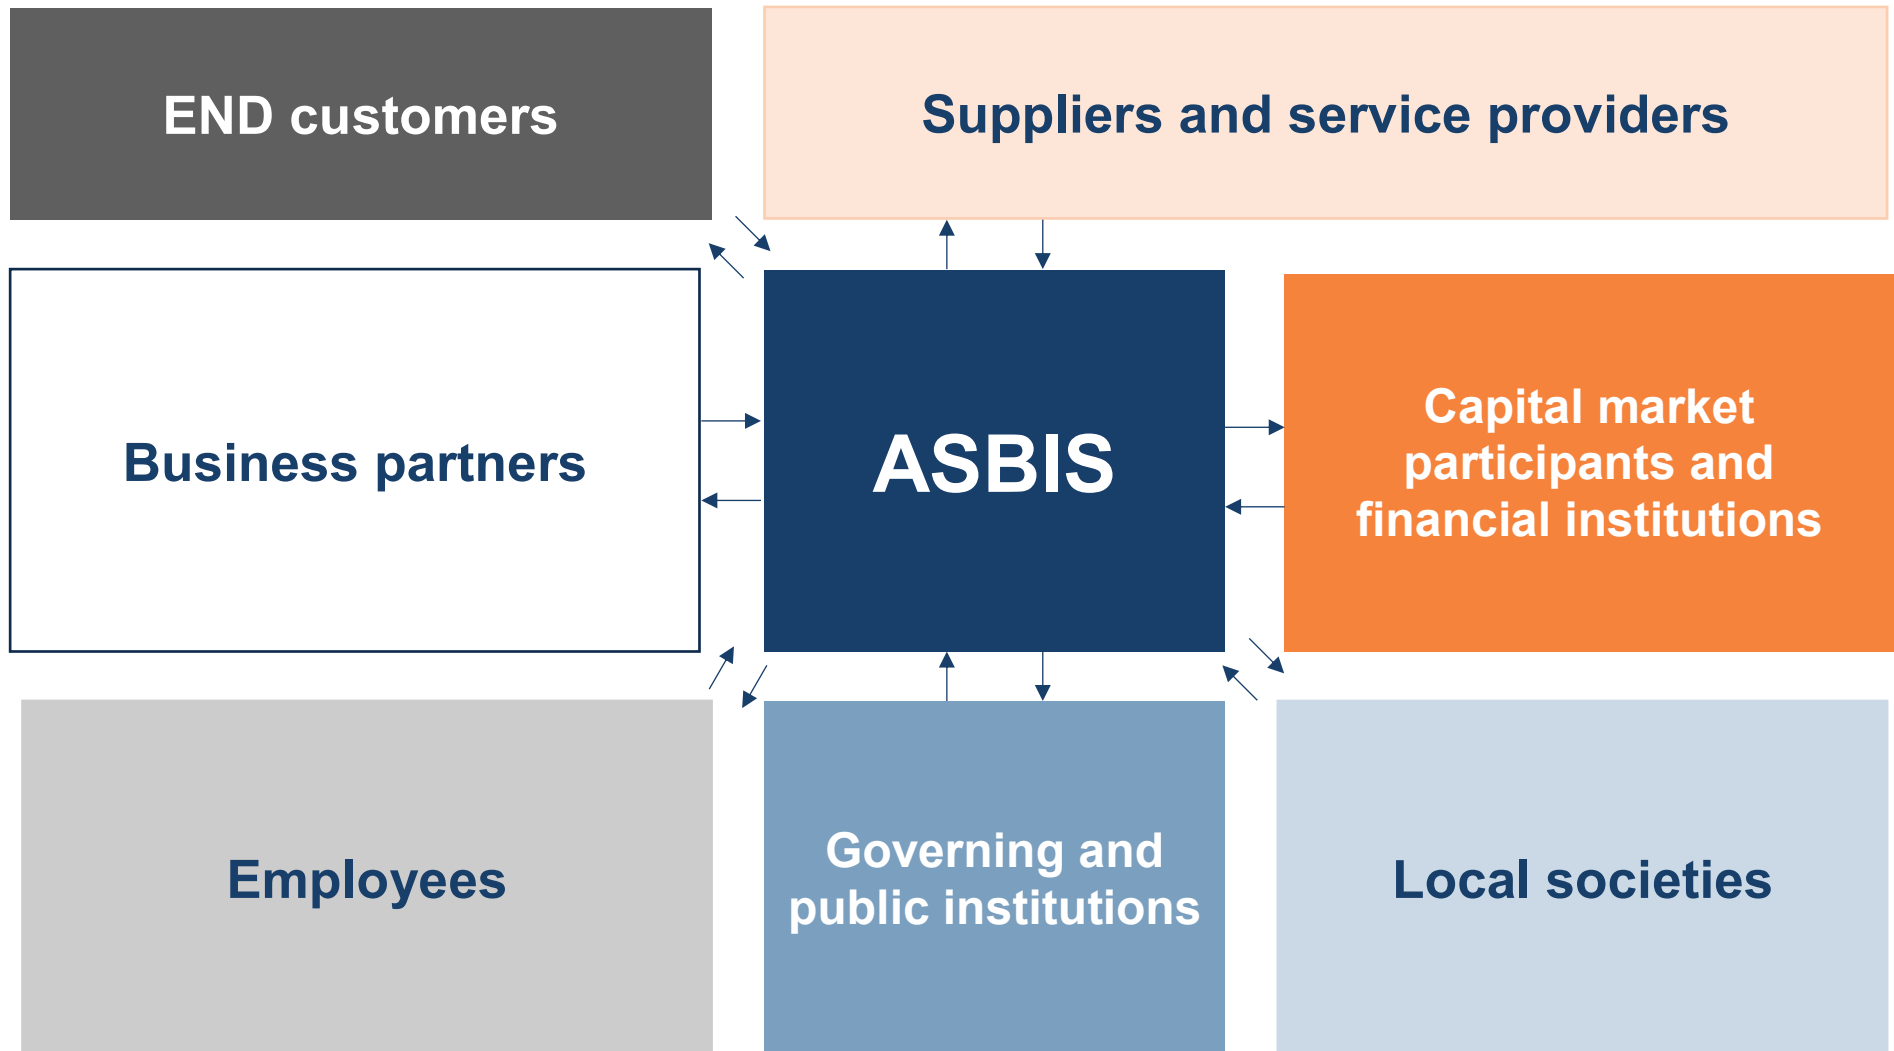 END customers
Suppliers and service providers
Business partners
ASBIS
Capital market
participants and
financial institutions
Employees
Governing and
public institutions
Local societies